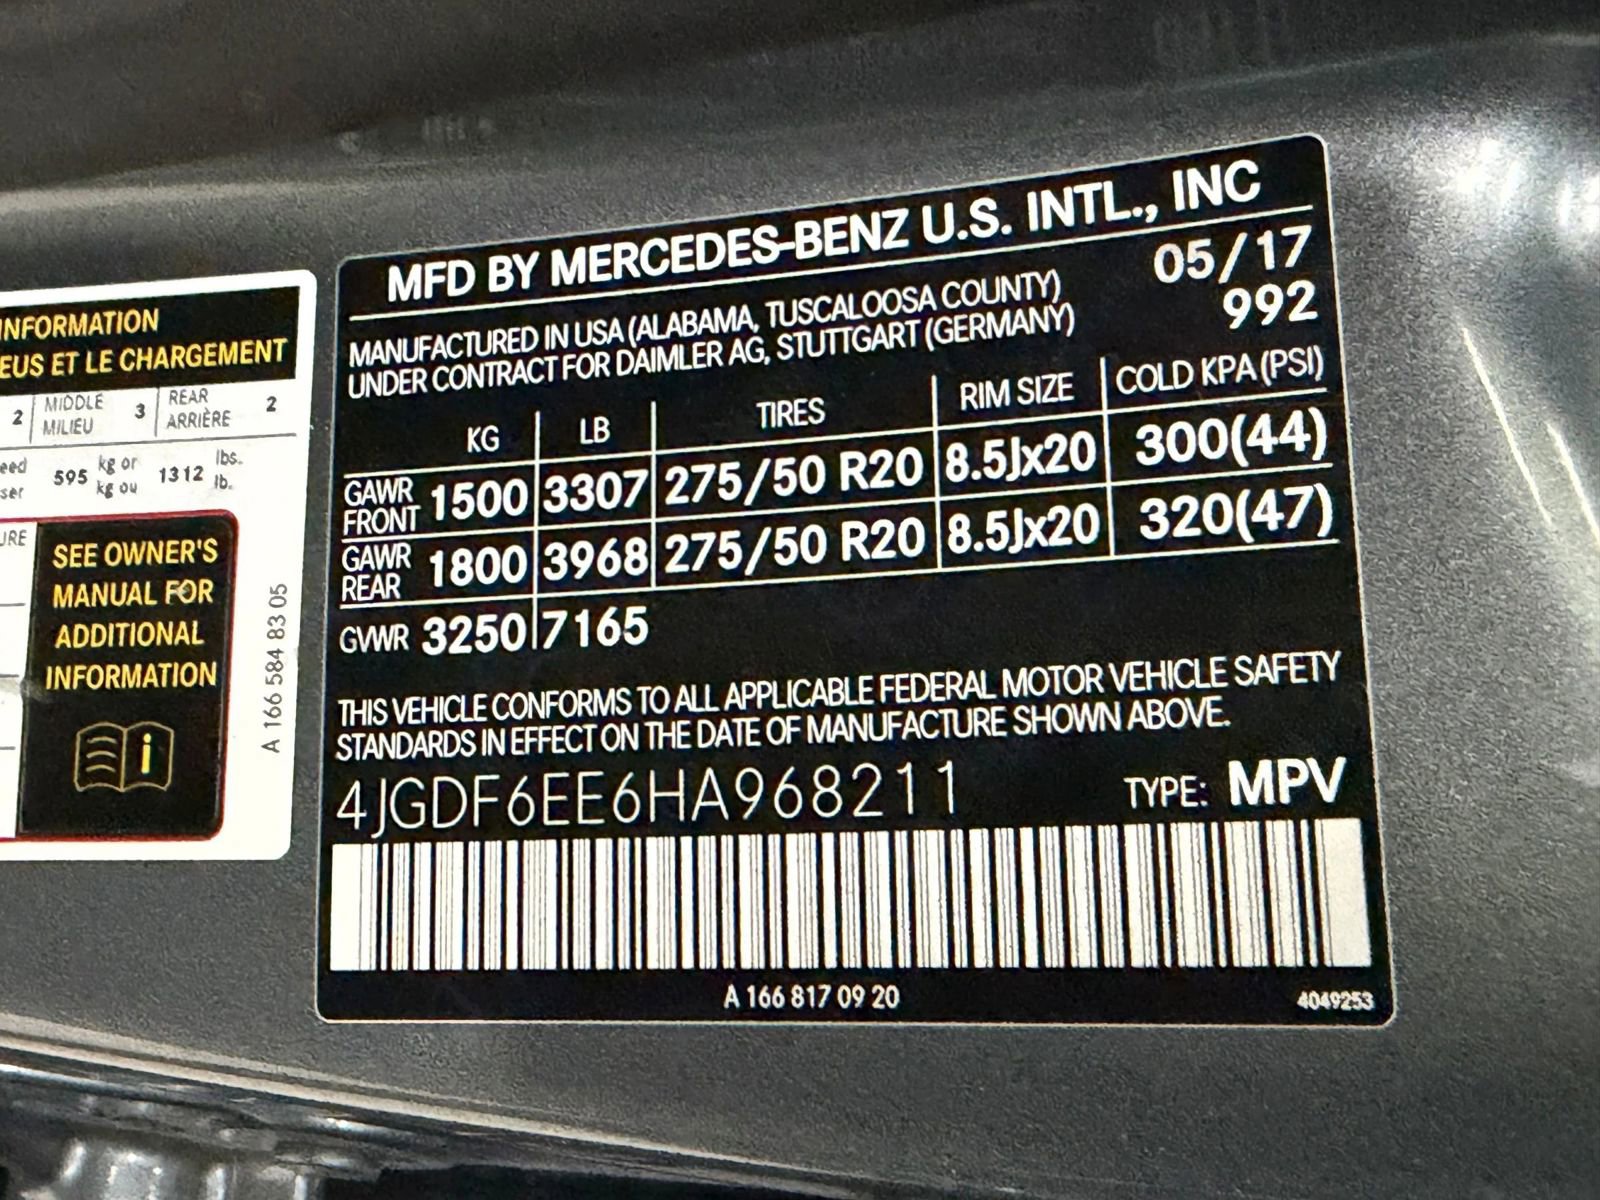 INFORMATION
EUS ET LE CHARGEMENT
2 MIDDLE MILIEU 3 REAR ARRIÈRE 2
595 kg or kg ou 1312 lbs. lb.
SEE OWNER'S
MANUAL FOR
ADDITIONAL
INFORMATION
i
A 166 584 83 05
MFD BY MERCEDES-BENZ U.S. INTL., INC
MANUFACTURED IN USA (ALABAMA, TUSCALOOSA COUNTY) 05/17
UNDER CONTRACT FOR DAIMLER AG, STUTTGART (GERMANY) 992
KG LB TIRES RIM SIZE COLD KPA (PSI)
GAWR FRONT 1500 3307 275/50 R20 8.5Jx20 300(44)
GAWR REAR 1800 3968 275/50 R20 8.5Jx20 320(47)
GVWR 3250 7165
THIS VEHICLE CONFORMS TO ALL APPLICABLE FEDERAL MOTOR VEHICLE SAFETY
STANDARDS IN EFFECT ON THE DATE OF MANUFACTURE SHOWN ABOVE.
4JGDF6EE6HA968211 TYPE: MPV
A 166 817 09 20 4049253